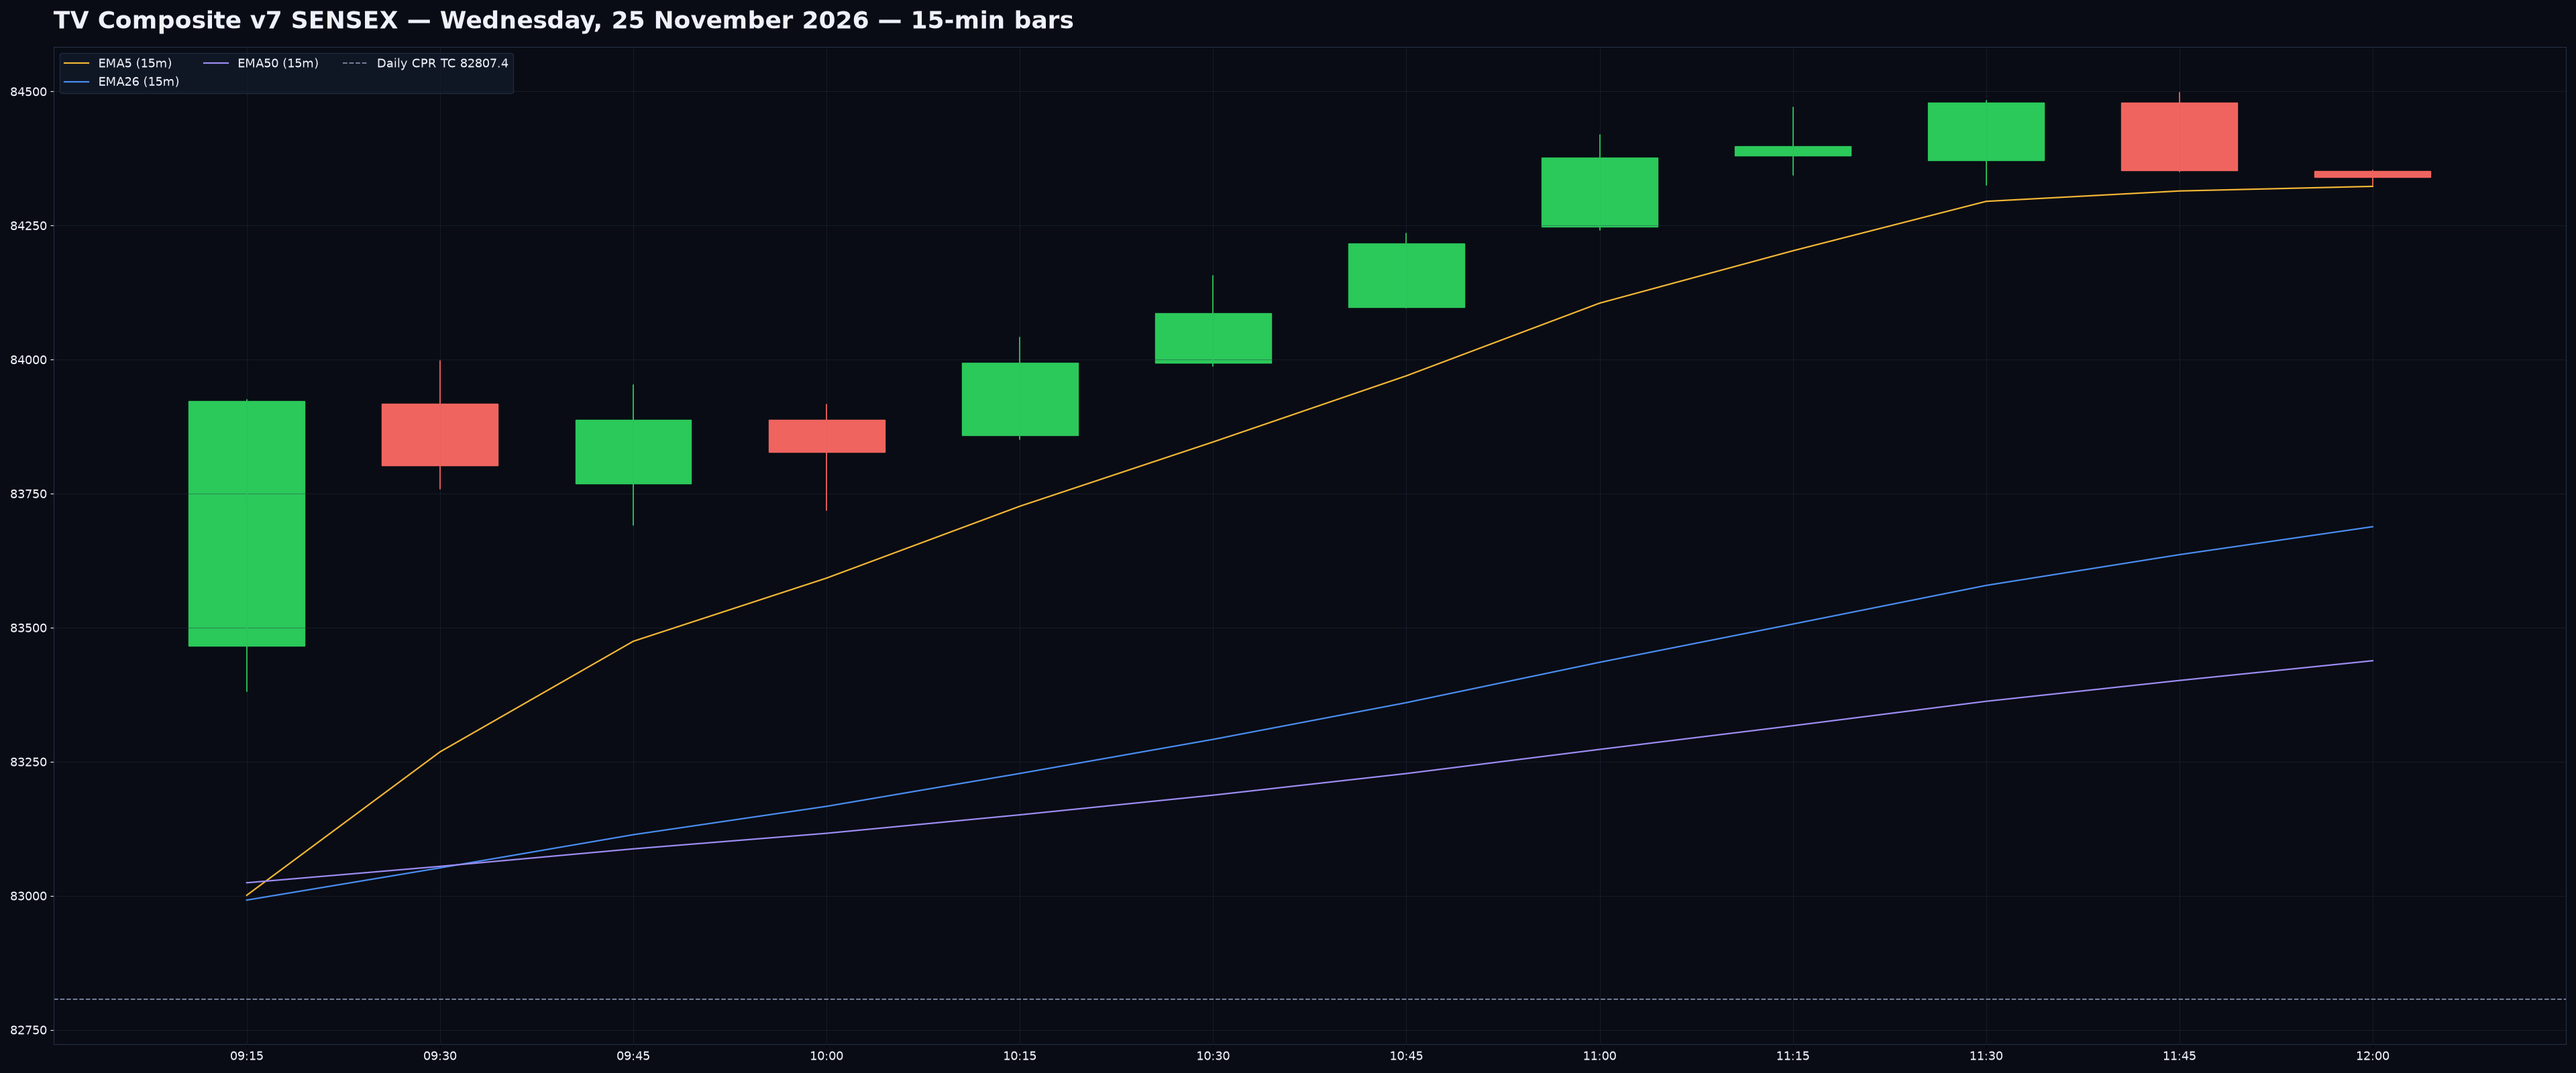 TV Composite v7 SENSEX — Wednesday, 25 November 2026 — 15-min bars
EMA5 (15m) EMA50 (15m) Daily CPR TC 82807.4
EMA26 (15m)
84500
84250
84000
83750
83500
83250
83000
82750
09:15 09:30 09:45 10:00 10:15 10:30 10:45 11:00 11:15 11:30 11:45 12:00